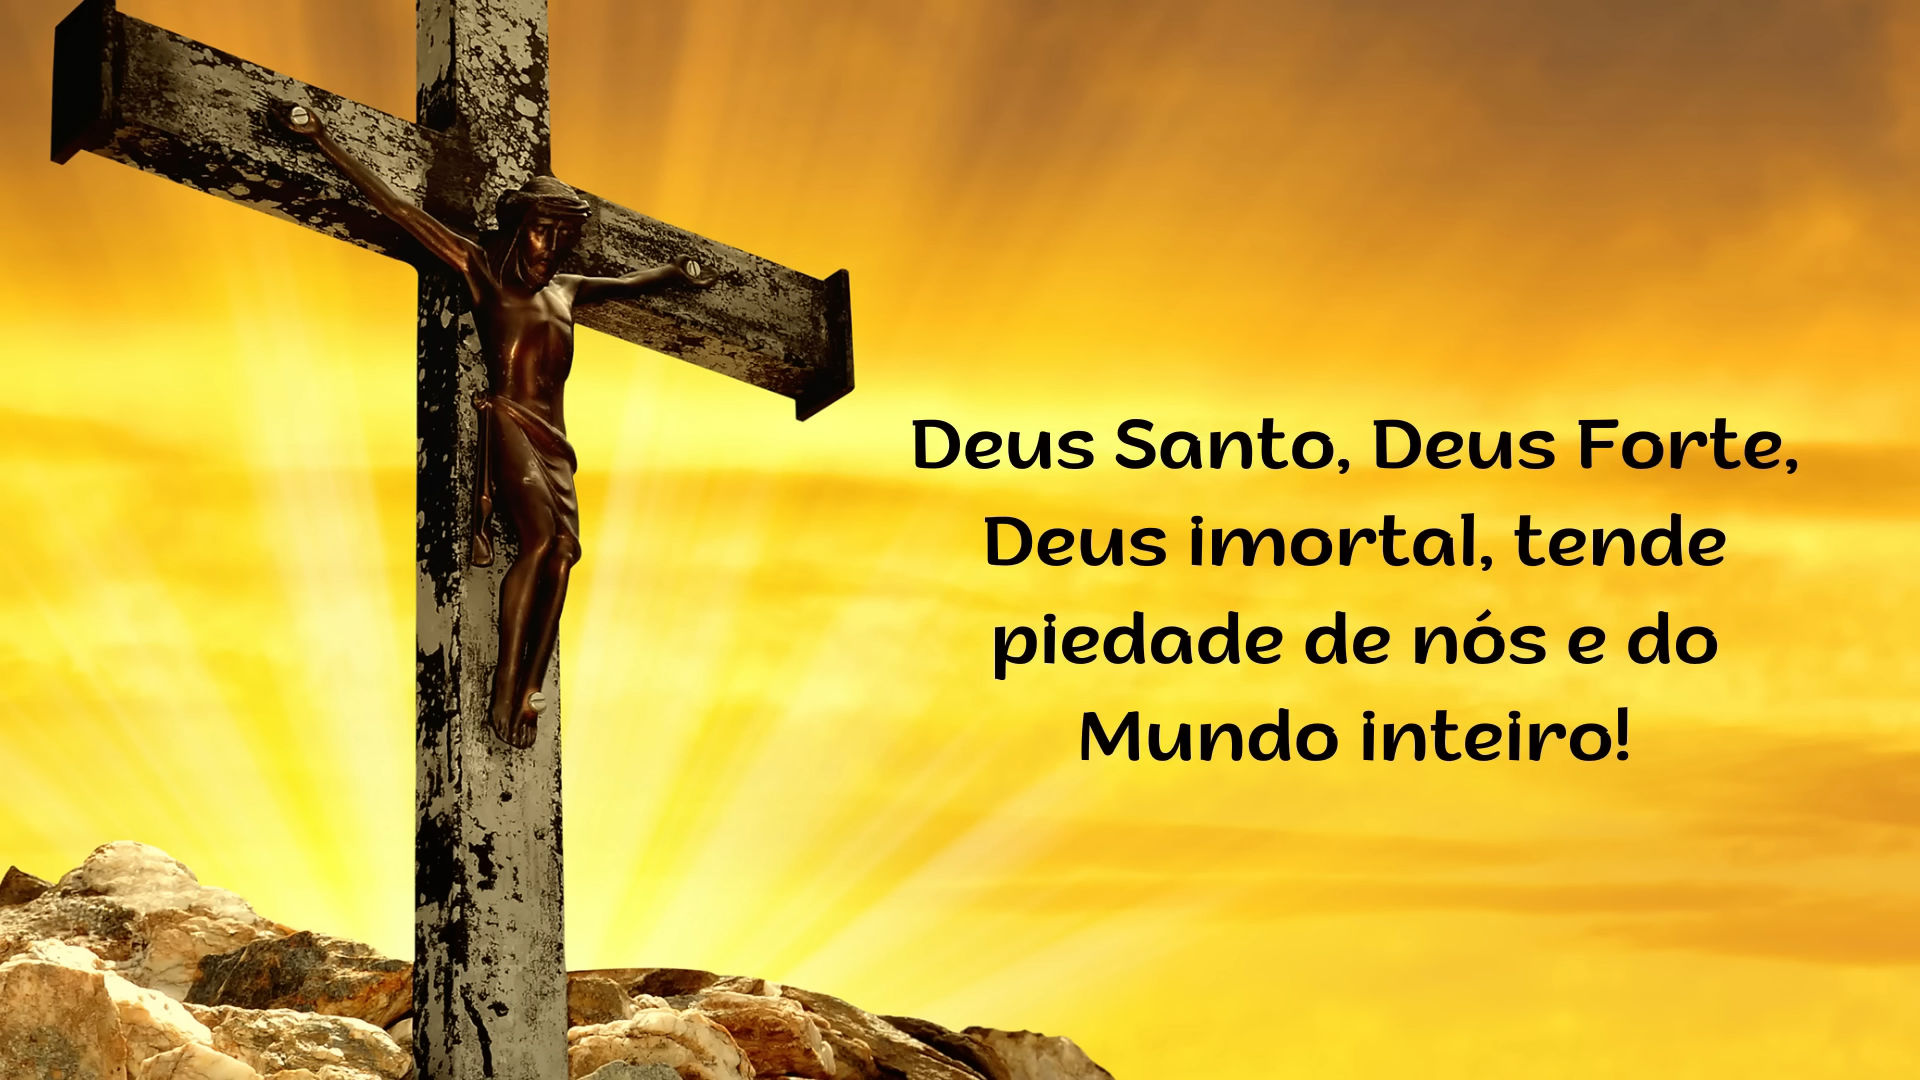 Deus Santo, Deus Forte,
Deus imortal, tende
piedade de nós e do
Mundo inteiro!